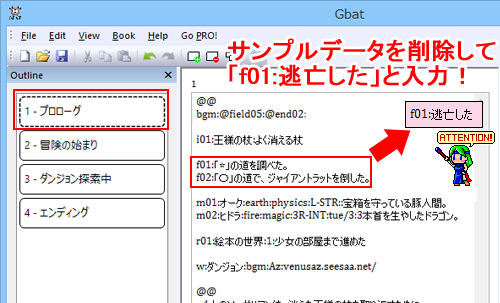 Gbat
File Edit View Book Insert Help Go PRO!
サンプルデータを削除して
「f01:逃亡した」と入力！
Outline
1 - プロローグ
2 - 冒険の始まり
3 - ダンジョン探索中
4 - エンディング
1
@@
bgm:@field05:@end02:
f01:逃亡した
i01:王様の杖:よく消える杖
ATTENTION!
f01:「*」の道を調べた。
f02:「〇」の道で、ジャイアントラットを倒した。
m01:オーク:earth:physics:L-STR::宝箱を守っている豚人間。
m02:ヒドラ:fire:magic:3R-INT:tue/3:3本首を生やしたドラゴン。
r01:絵本の世界:1:少女の部屋まで進めた
w:ダンジョン:bgm:Az:venusaz.seesaa.net/
@@